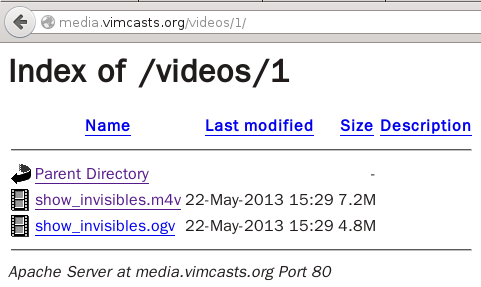 media.vimcasts.org/videos/1/
Index of /videos/1
Name Last modified Size Description
Parent Directory -
show_invisibles.m4v 22-May-2013 15:29 7.2M
show_invisibles.ogv 22-May-2013 15:29 4.8M
Apache Server at media.vimcasts.org Port 80